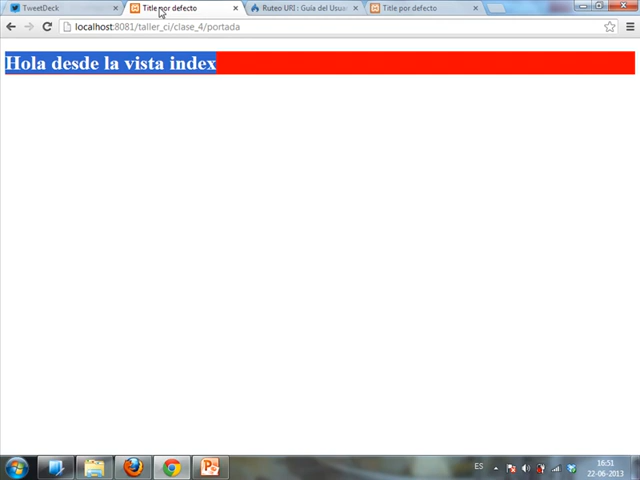 TweetDeck
Title por defecto
Ruteo URI : Guía del Usua
Title por defecto
localhost:8081/taller_ci/clase_4/portada
Hola desde la vista index
ES
16:51
22-06-2013